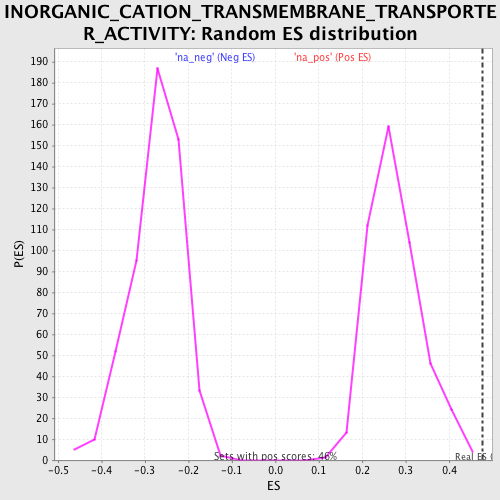 INORGANIC_CATION_TRANSMEMBRANE_TRANSPORTE
R_ACTIVITY: Random ES distribution
'na_neg' (Neg ES) 'na_pos' (Pos ES)
190
180
170
160
150
140
130
120
110
100
90
80
70
60
50
40
30
20
10
0
P(ES)
Sets with pos scores: 46%
Real ES (
-0.5 -0.4 -0.3 -0.2 -0.1 0.0 0.1 0.2 0.3 0.4
ES